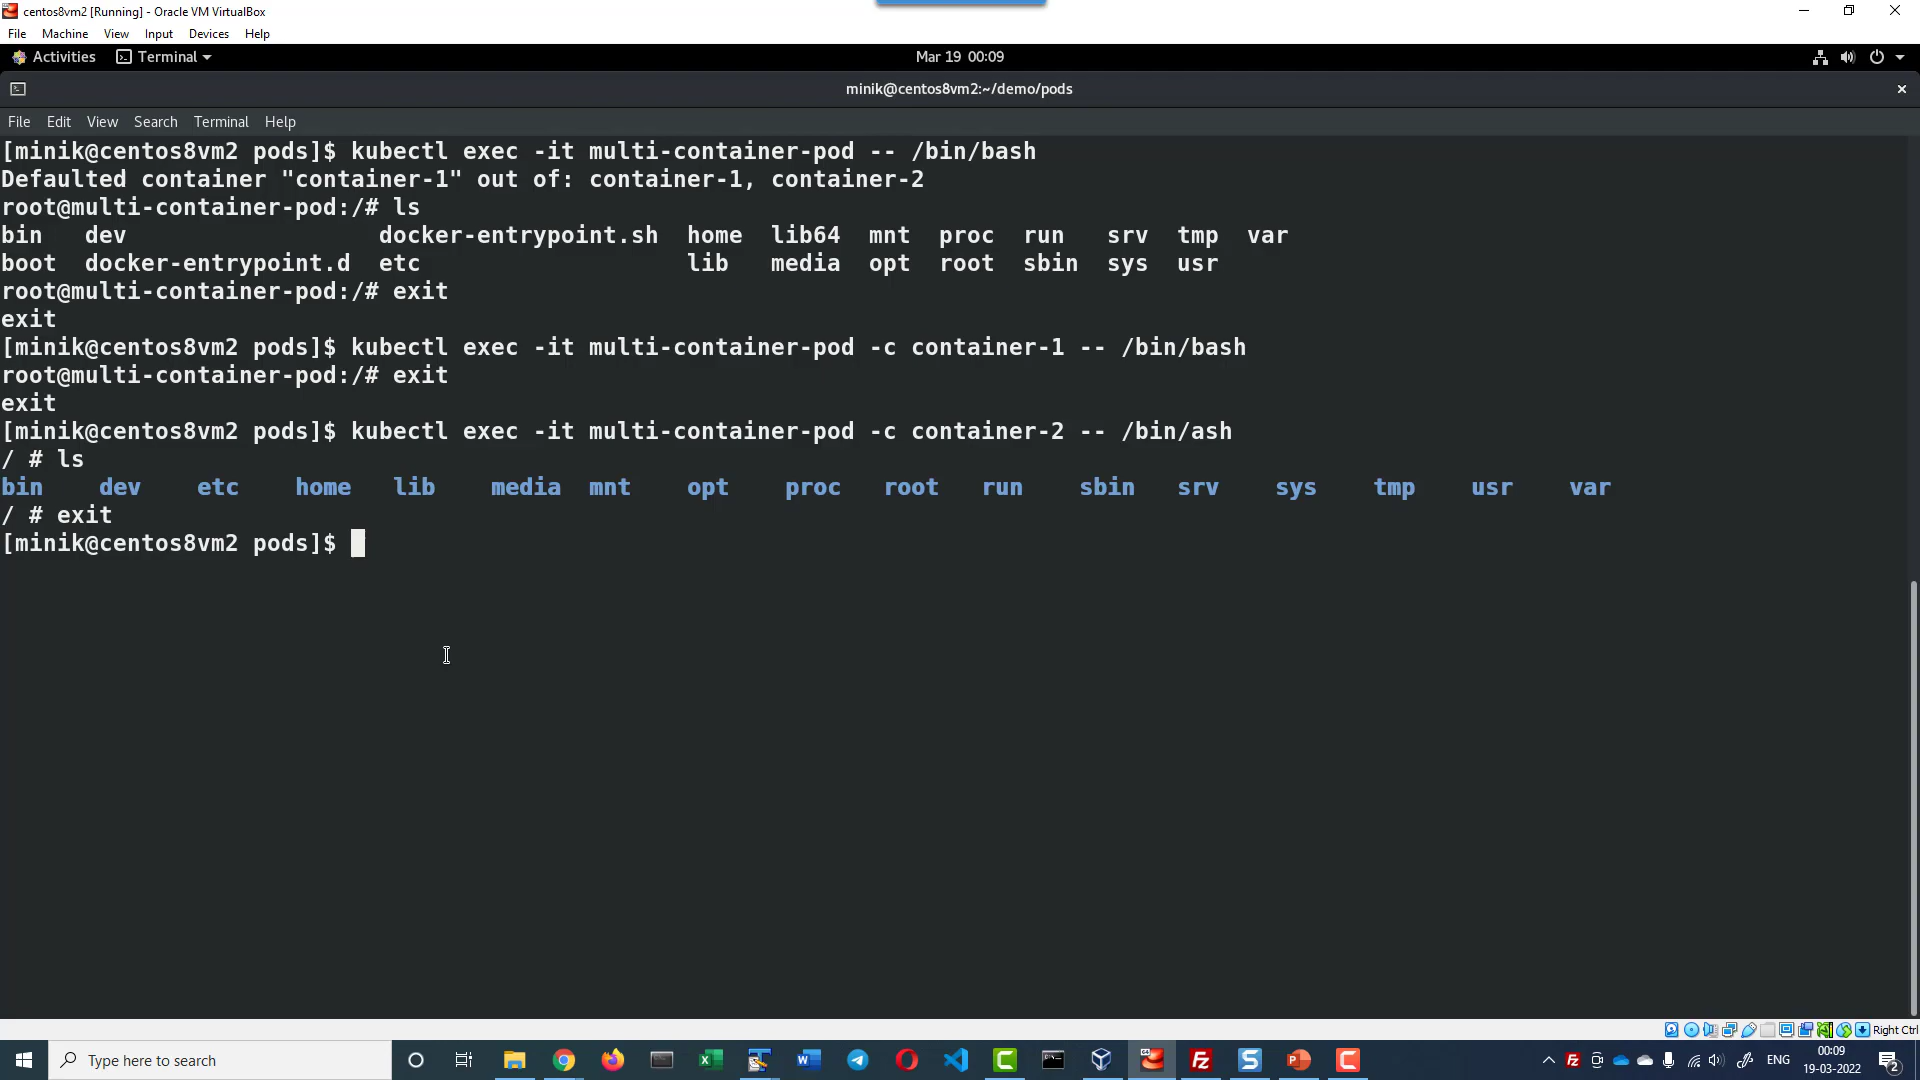 centos8vm2 [Running] - Oracle VM VirtualBox
File Machine View Input Devices Help
Activities Terminal Mar 19 00:09
minik@centos8vm2:~/demo/pods
File Edit View Search Terminal Help
[minik@centos8vm2 pods]$ kubectl exec -it multi-container-pod -- /bin/bash
Defaulted container "container-1" out of: container-1, container-2
root@multi-container-pod:/# ls
bin dev docker-entrypoint.sh home lib64 mnt proc run srv tmp var
boot docker-entrypoint.d etc lib media opt root sbin sys usr
root@multi-container-pod:/# exit
exit
[minik@centos8vm2 pods]$ kubectl exec -it multi-container-pod -c container-1 -- /bin/bash
root@multi-container-pod:/# exit
exit
[minik@centos8vm2 pods]$ kubectl exec -it multi-container-pod -c container-2 -- /bin/ash
/ # ls
bin dev etc home lib media mnt opt proc root run sbin srv sys tmp usr var
/ # exit
[minik@centos8vm2 pods]$
Right Ctrl
Type here to search
ENG
00:09
19-03-2022
2